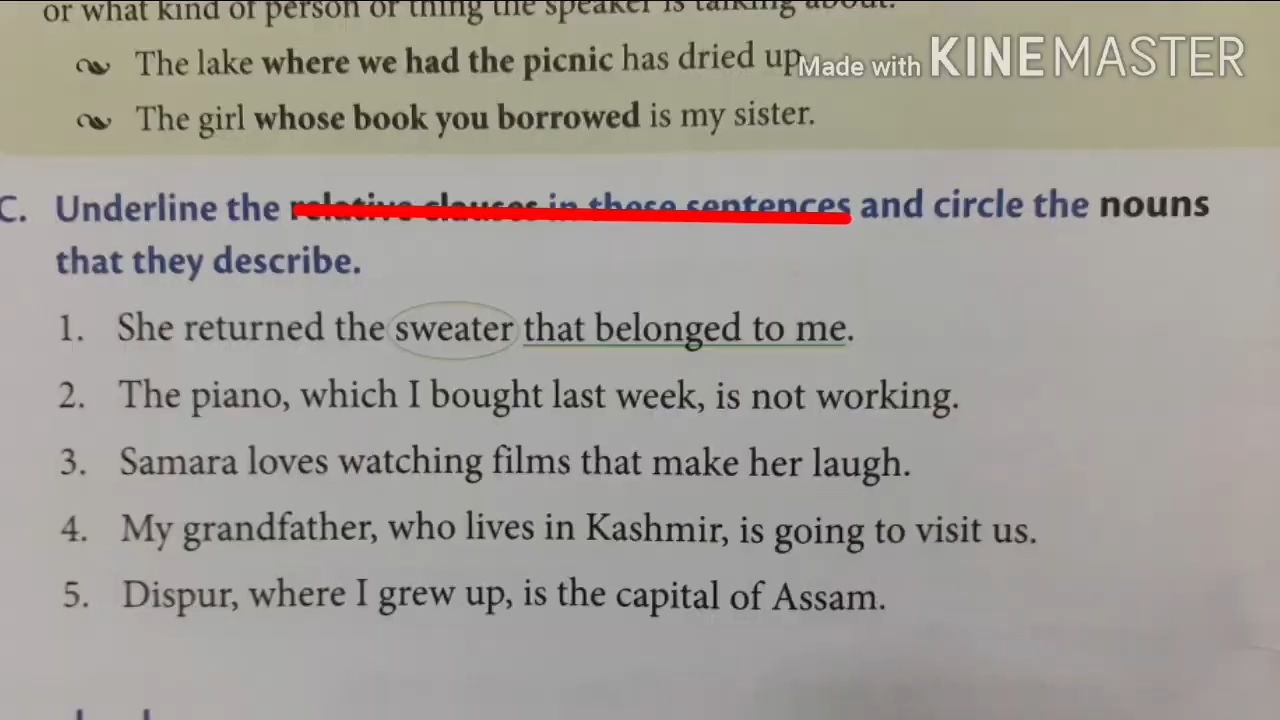 or what kind of person or thing the speaker is talking about.
The lake where we had the picnic has dried up
Made with KINEMASTER
The girl whose book you borrowed is my sister.
C. Underline the relative clauses in these sentences and circle the nouns
that they describe.
1. She returned the sweater that belonged to me.
2. The piano, which I bought last week, is not working.
3. Samara loves watching films that make her laugh.
4. My grandfather, who lives in Kashmir, is going to visit us.
5. Dispur, where I grew up, is the capital of Assam.